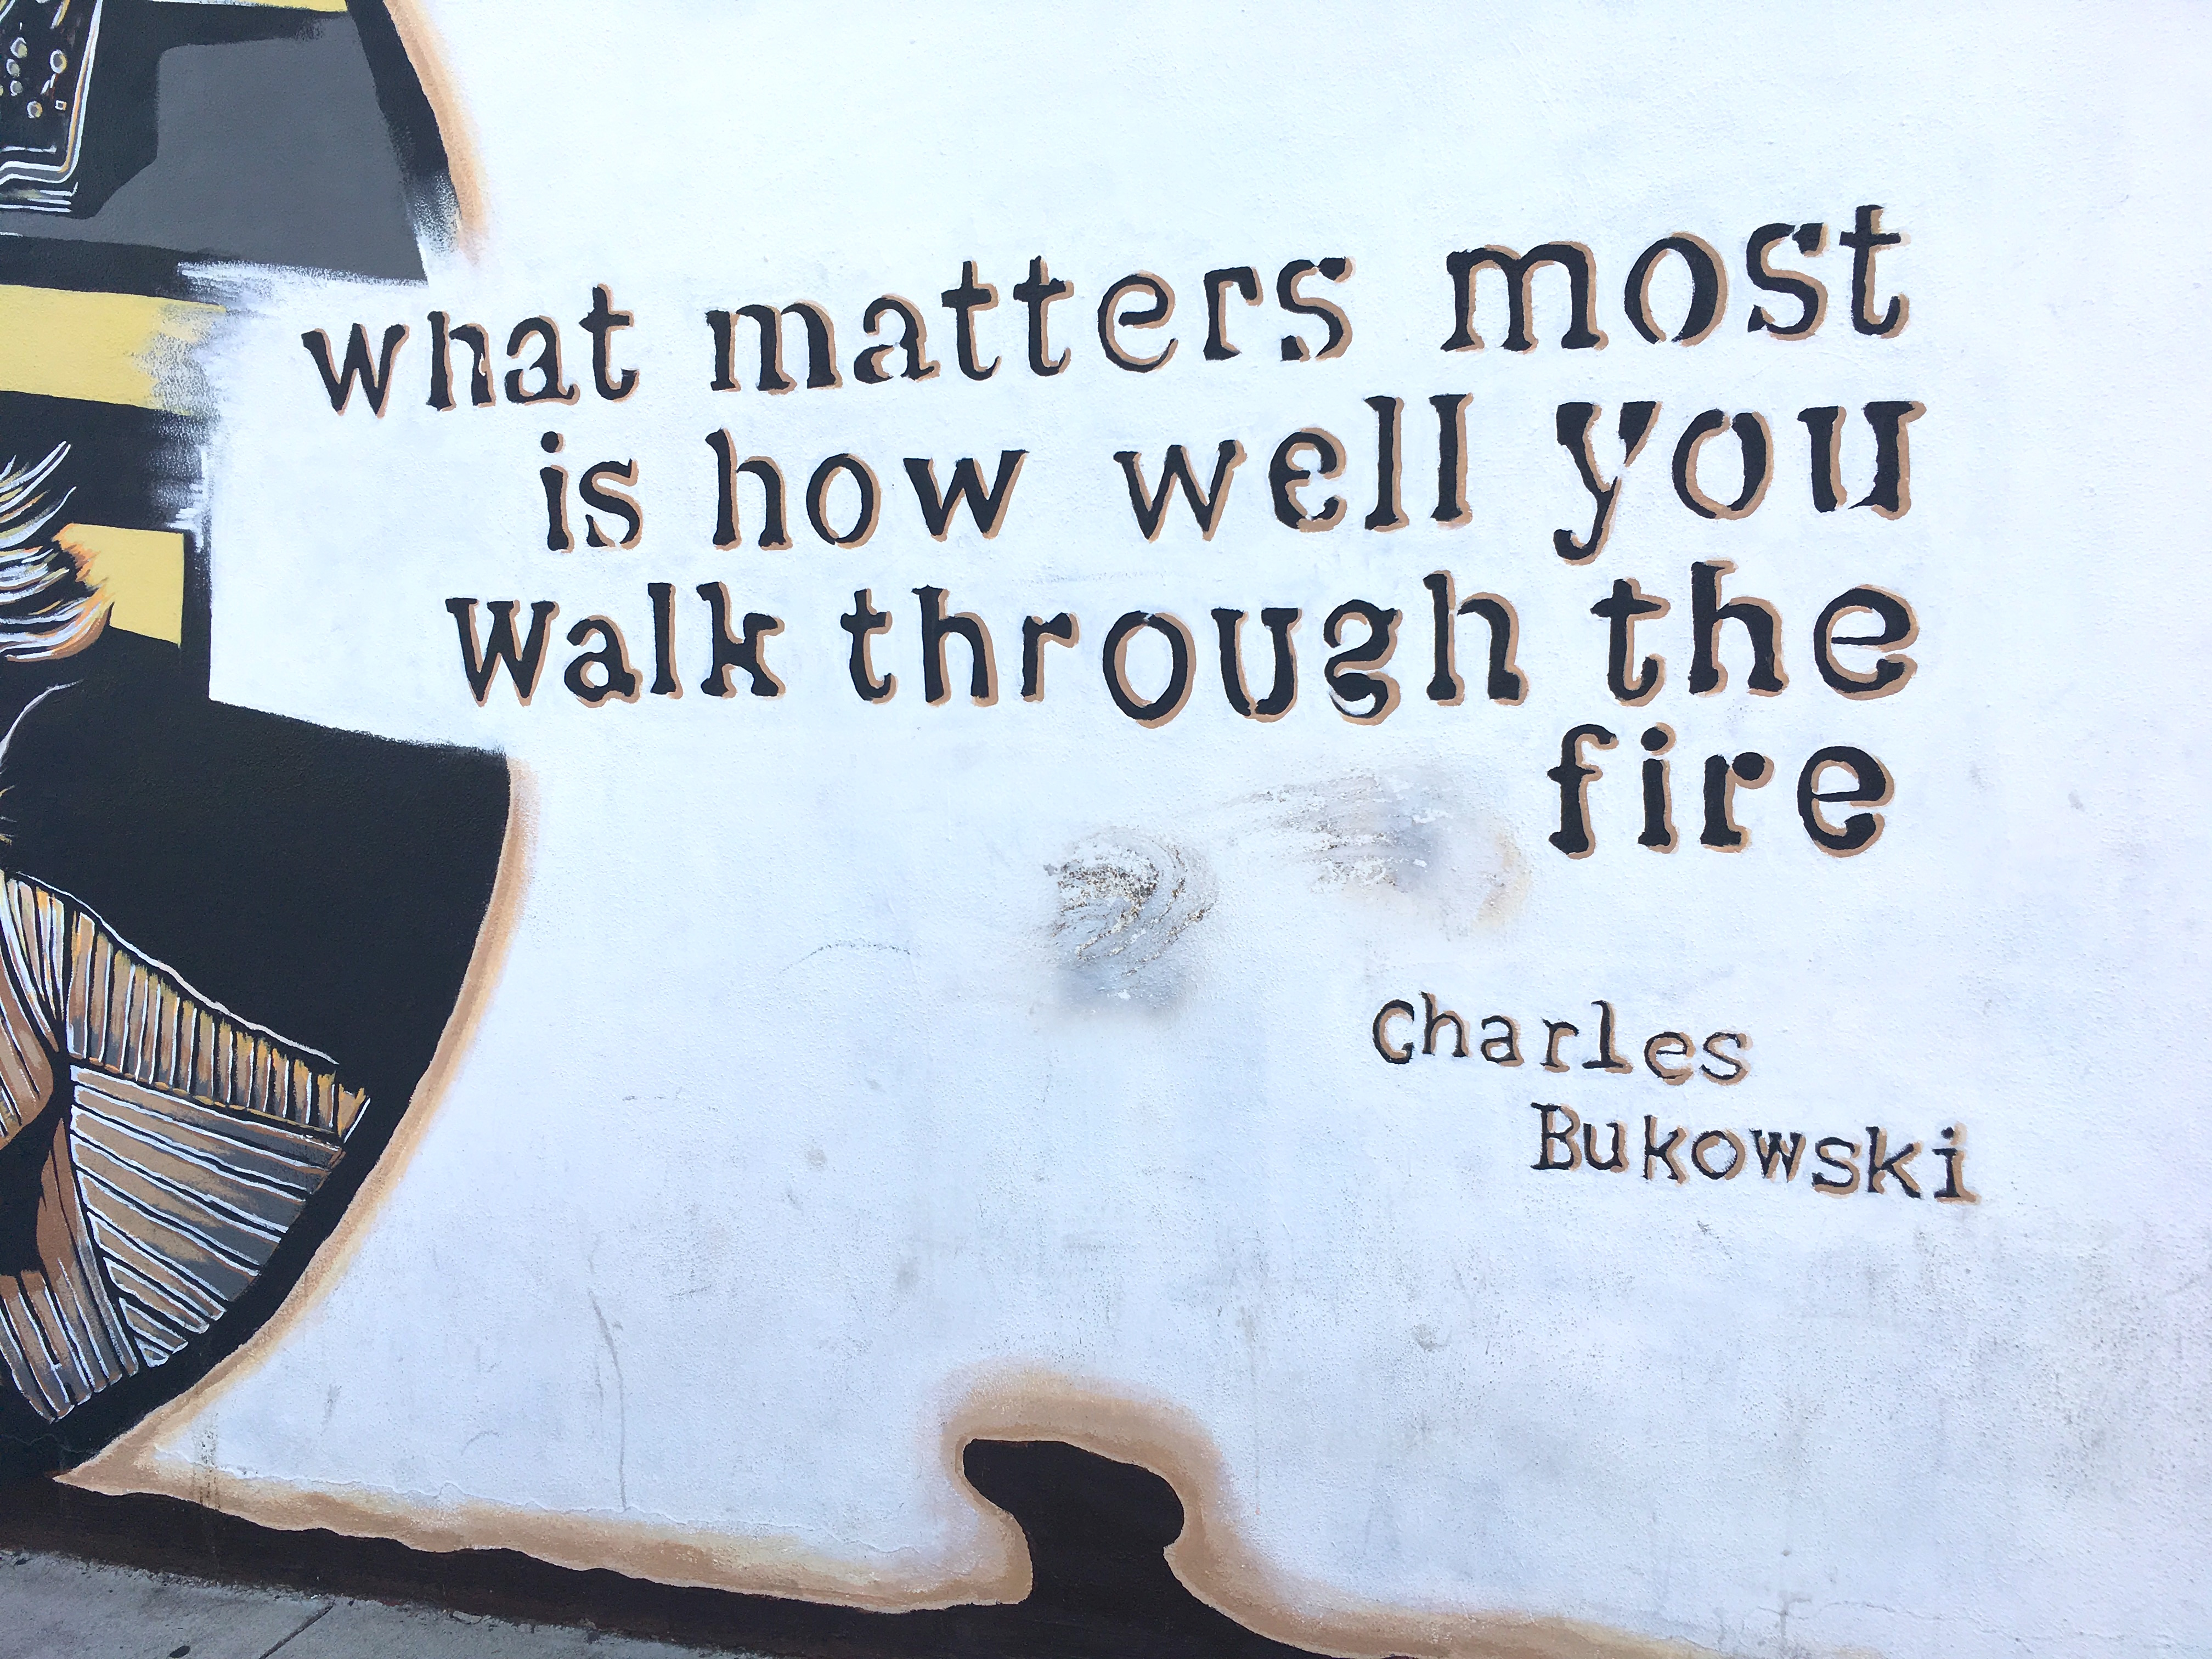 what matters most
is how well you
walk through the
fire
Charles
Bukowski